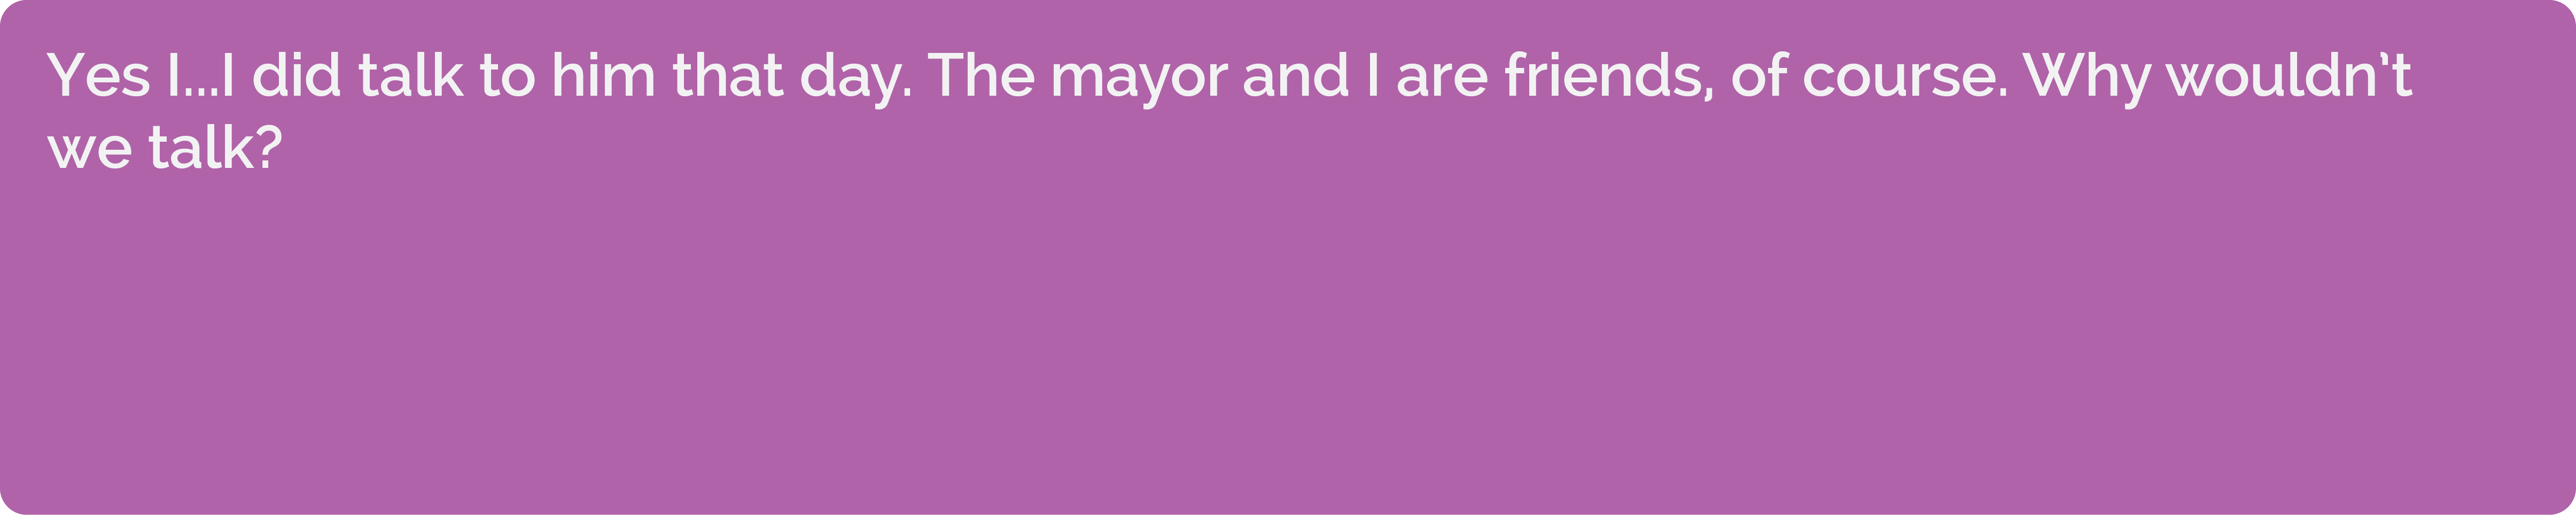 Yes I...I did talk to him that day. The mayor and I are friends, of course. Why wouldn't
we talk?